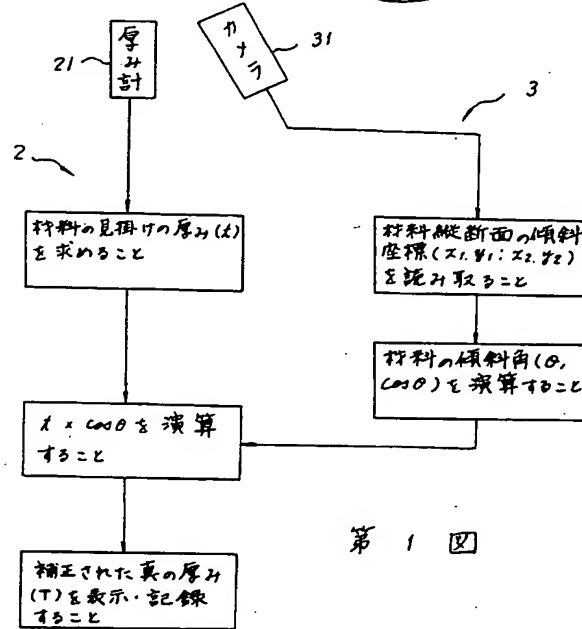 厚み計
21
カメラ
31
2
3
材料の見掛けの厚み(t)
を求めること
材料縦断面の傾斜
座標(x1.y1:x2.y2)
を読み取ること
材料の傾斜角(θ,
cosθ)を演算すること
t×cosθを演算
すること
補正された真の厚み
(T)を表示・記録
すること
第1図